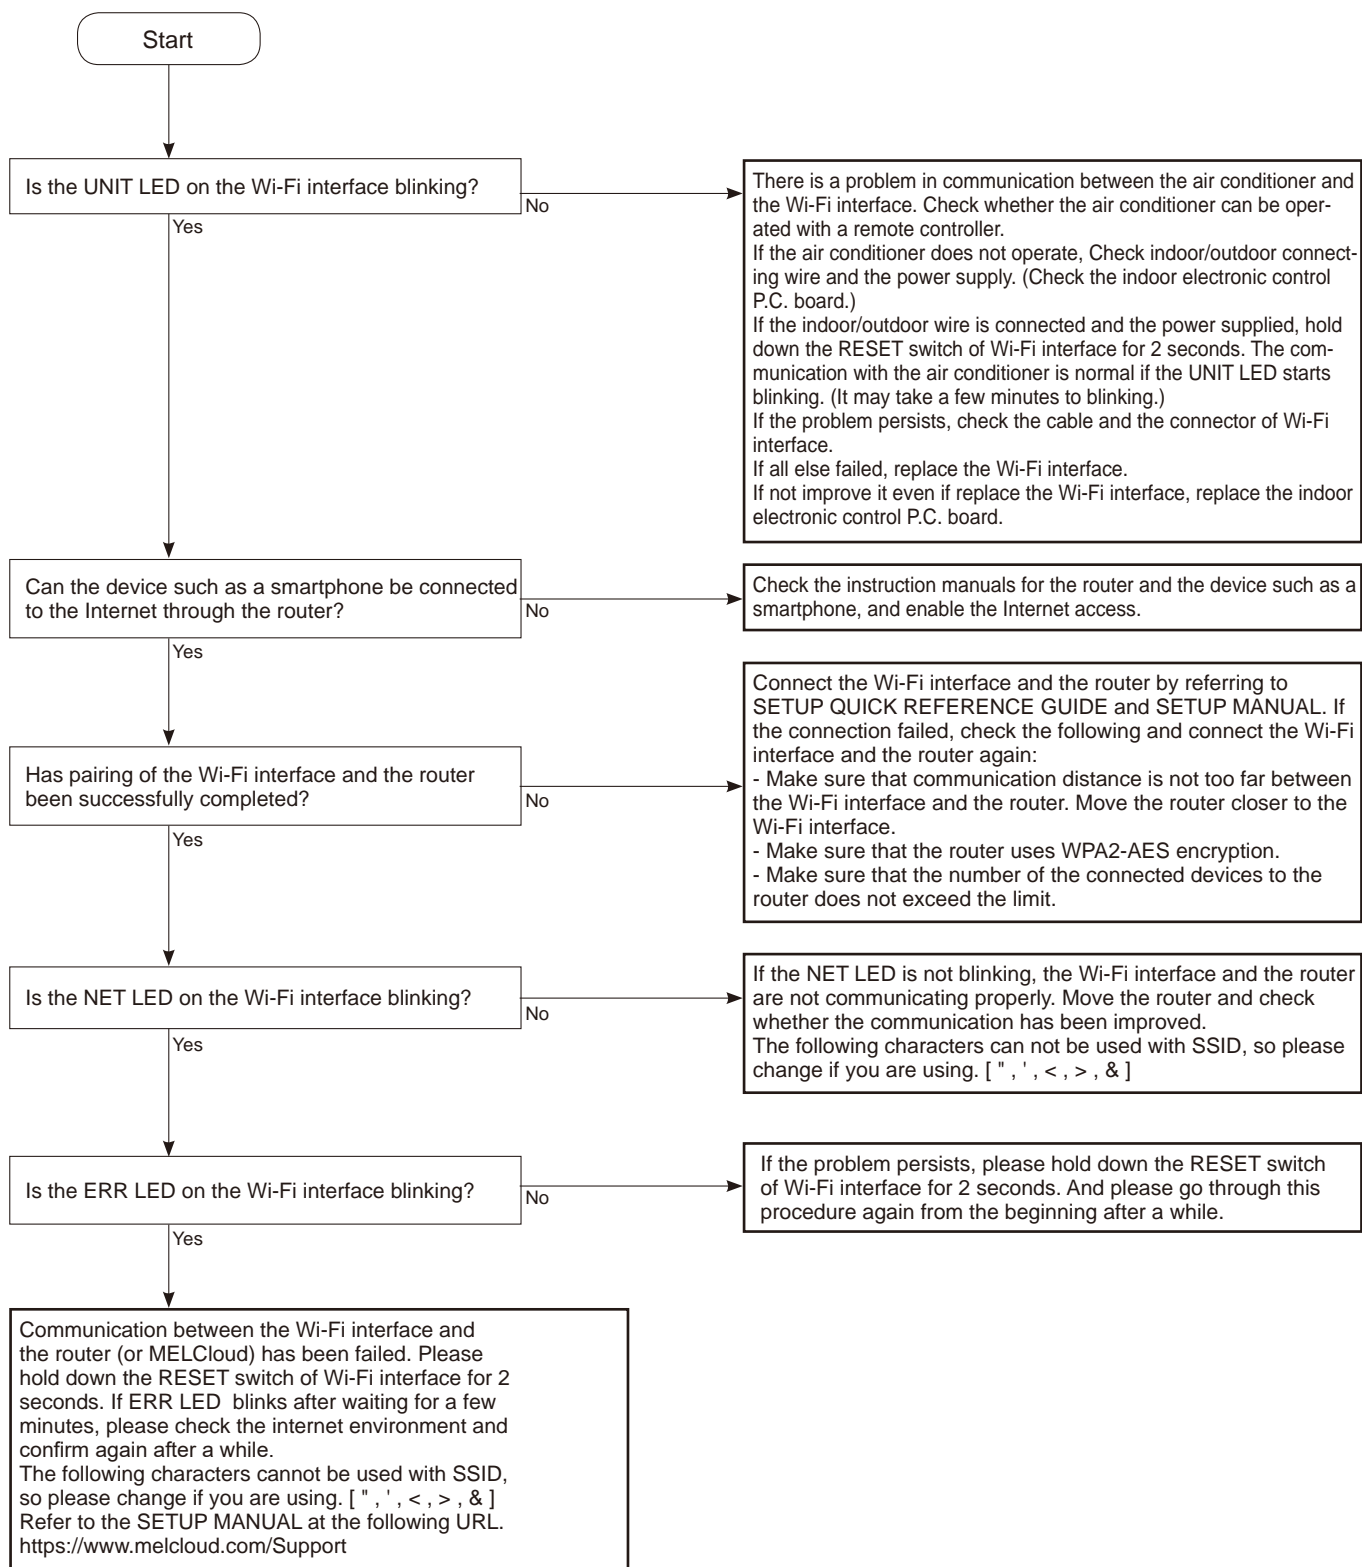 Start
Is the UNIT LED on the Wi-Fi interface blinking?
No
Yes
There is a problem in communication between the air conditioner and
the Wi-Fi interface. Check whether the air conditioner can be oper-
ated with a remote controller.
If the air conditioner does not operate, Check indoor/outdoor connect-
ing wire and the power supply. (Check the indoor electronic control
P.C. board.)
If the indoor/outdoor wire is connected and the power supplied, hold
down the RESET switch of Wi-Fi interface for 2 seconds. The com-
munication with the air conditioner is normal if the UNIT LED starts
blinking. (It may take a few minutes to blinking.)
If the problem persists, check the cable and the connector of Wi-Fi
interface.
If all else failed, replace the Wi-Fi interface.
If not improve it even if replace the Wi-Fi interface, replace the indoor
electronic control P.C. board.
Can the device such as a smartphone be connected
to the Internet through the router?
No
Yes
Check the instruction manuals for the router and the device such as a
smartphone, and enable the Internet access.
Has pairing of the Wi-Fi interface and the router
been successfully completed?
No
Yes
Connect the Wi-Fi interface and the router by referring to
SETUP QUICK REFERENCE GUIDE and SETUP MANUAL. If
the connection failed, check the following and connect the Wi-Fi
interface and the router again:
- Make sure that communication distance is not too far between
the Wi-Fi interface and the router. Move the router closer to the
Wi-Fi interface.
- Make sure that the router uses WPA2-AES encryption.
- Make sure that the number of the connected devices to the
router does not exceed the limit.
Is the NET LED on the Wi-Fi interface blinking?
No
Yes
If the NET LED is not blinking, the Wi-Fi interface and the router
are not communicating properly. Move the router and check
whether the communication has been improved.
The following characters can not be used with SSID, so please
change if you are using. [ " , ' , < , > , & ]
Is the ERR LED on the Wi-Fi interface blinking?
No
Yes
If the problem persists, please hold down the RESET switch
of Wi-Fi interface for 2 seconds. And please go through this
procedure again from the beginning after a while.
Communication between the Wi-Fi interface and
the router (or MELCloud) has been failed. Please
hold down the RESET switch of Wi-Fi interface for 2
seconds. If ERR LED blinks after waiting for a few
minutes, please check the internet environment and
confirm again after a while.
The following characters cannot be used with SSID,
so please change if you are using. [ " , ' , < , > , & ]
Refer to the SETUP MANUAL at the following URL.
https://www.melcloud.com/Support